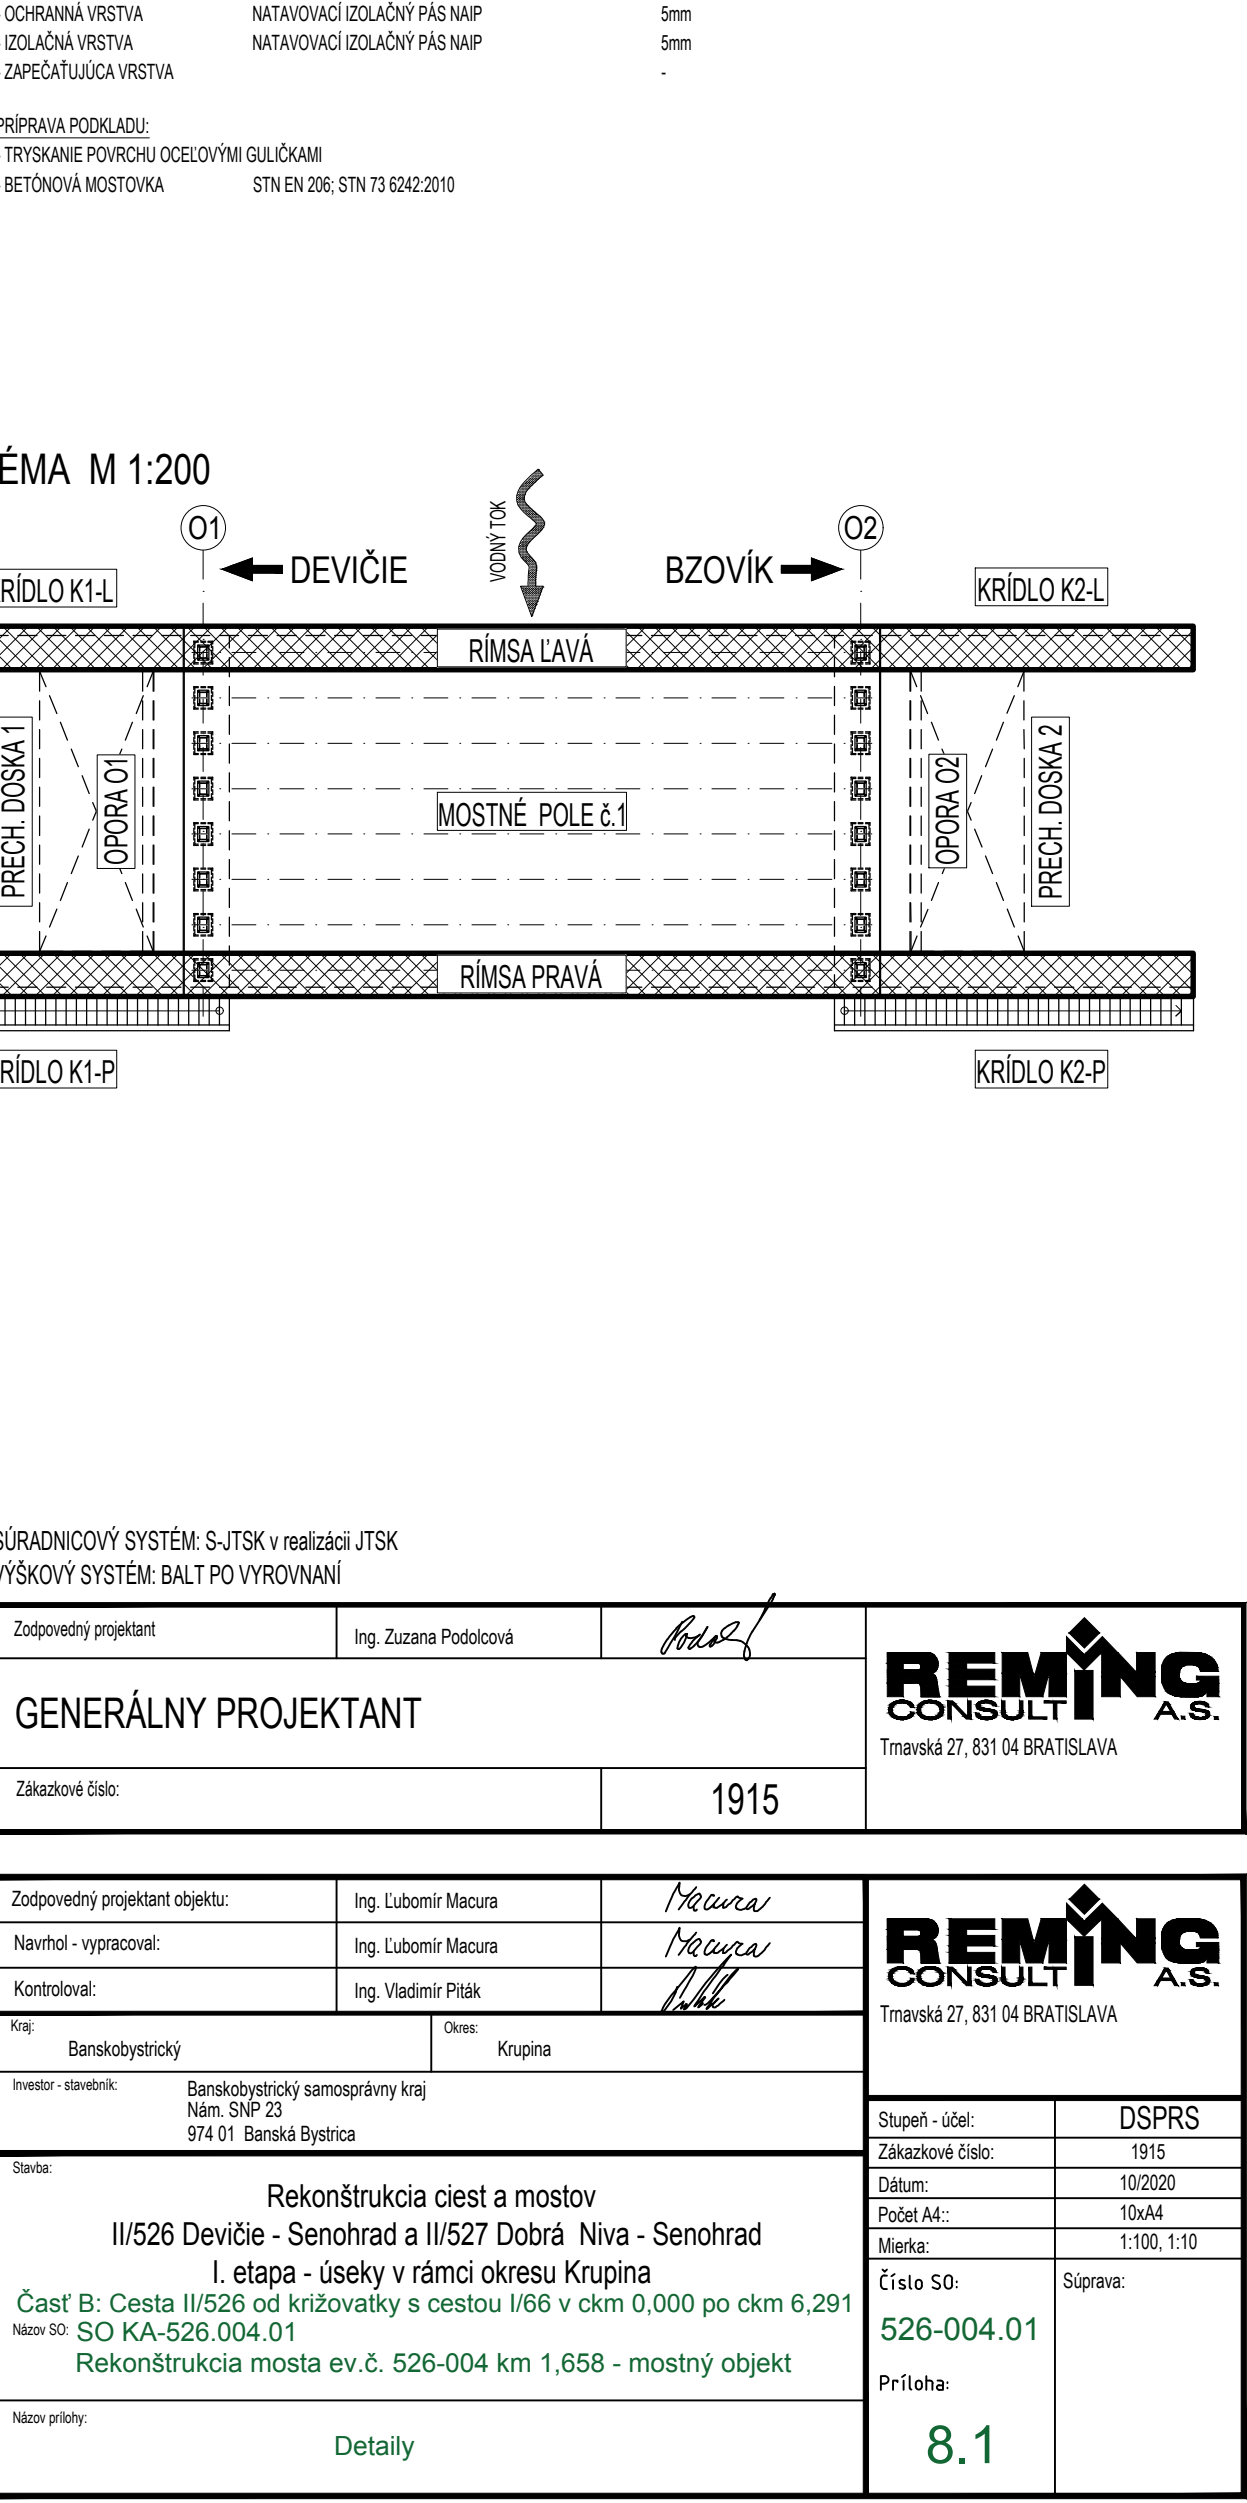 - OCHRANNÁ VRSTVA NATAVOVACÍ IZOLAČNÝ PÁS NAIP 5mm
- IZOLAČNÁ VRSTVA NATAVOVACÍ IZOLAČNÝ PÁS NAIP 5mm
- ZAPEČAŤUJÚCA VRSTVA -
PRÍPRAVA PODKLADU:
- TRYSKANIE POVRCHU OCEĽOVÝMI GULIČKAMI
- BETÓNOVÁ MOSTOVKA STN EN 206; STN 73 6242:2010
ÉMA M 1:200
O1
VODNÝ TOK
O2
DEVIČIE
BZOVÍK
RÍDLO K1-L
KRÍDLO K2-L
RÍMSA ĽAVÁ
PRECH. DOSKA 1
OPORA O1
MOSTNÉ POLE č.1
OPORA O2
PRECH. DOSKA 2
RÍMSA PRAVÁ
RÍDLO K1-P
KRÍDLO K2-P
SÚRADNICOVÝ SYSTÉM: S-JTSK v realizácii JTSK
VÝŠKOVÝ SYSTÉM: BALT PO VYROVNANÍ
Zodpovedný projektant Ing. Zuzana Podolcová
GENERÁLNY PROJEKTANT
REMING
CONSULT A.S.
Trnavská 27, 831 04 BRATISLAVA
Zákazkové číslo: 1915
Zodpovedný projektant objektu: Ing. Ľubomír Macura Macura
Navrhol - vypracoval: Ing. Ľubomír Macura Macura
Kontroloval: Ing. Vladimír Piták
REMING
CONSULT A.S.
Trnavská 27, 831 04 BRATISLAVA
Kraj: Banskobystrický Okres: Krupina
Investor - stavebník: Banskobystrický samosprávny kraj
Nám. SNP 23
974 01 Banská Bystrica
Stupeň - účel: DSPRS
Zákazkové číslo: 1915
Dátum: 10/2020
Počet A4:: 10xA4
Mierka: 1:100, 1:10
Stavba:
Rekonštrukcia ciest a mostov
II/526 Devičie - Senohrad a II/527 Dobrá Niva - Senohrad
I. etapa - úseky v rámci okresu Krupina
Časť B: Cesta II/526 od križovatky s cestou I/66 v ckm 0,000 po ckm 6,291
Názov SO: SO KA-526.004.01
Rekonštrukcia mosta ev.č. 526-004 km 1,658 - mostný objekt
Číslo SO: Súprava:
526-004.01
Príloha:
8.1
Názov prílohy:
Detaily